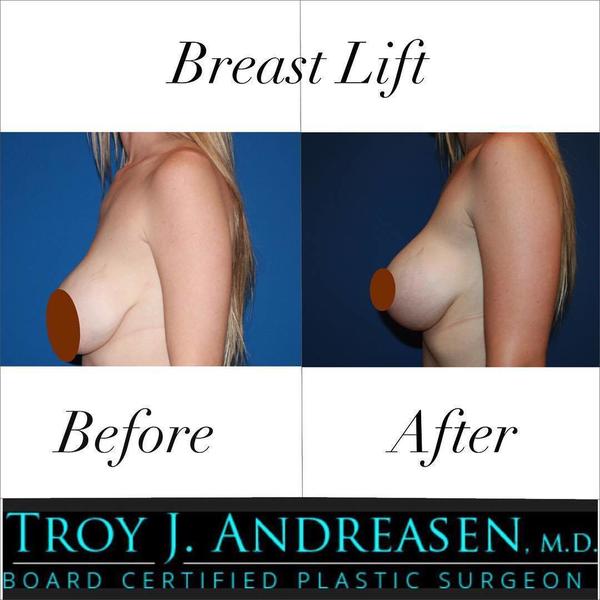 Breast Lift
Before After
TROY J. ANDREASEN, M.D.
BOARD CERTIFIED PLASTIC SURGEON